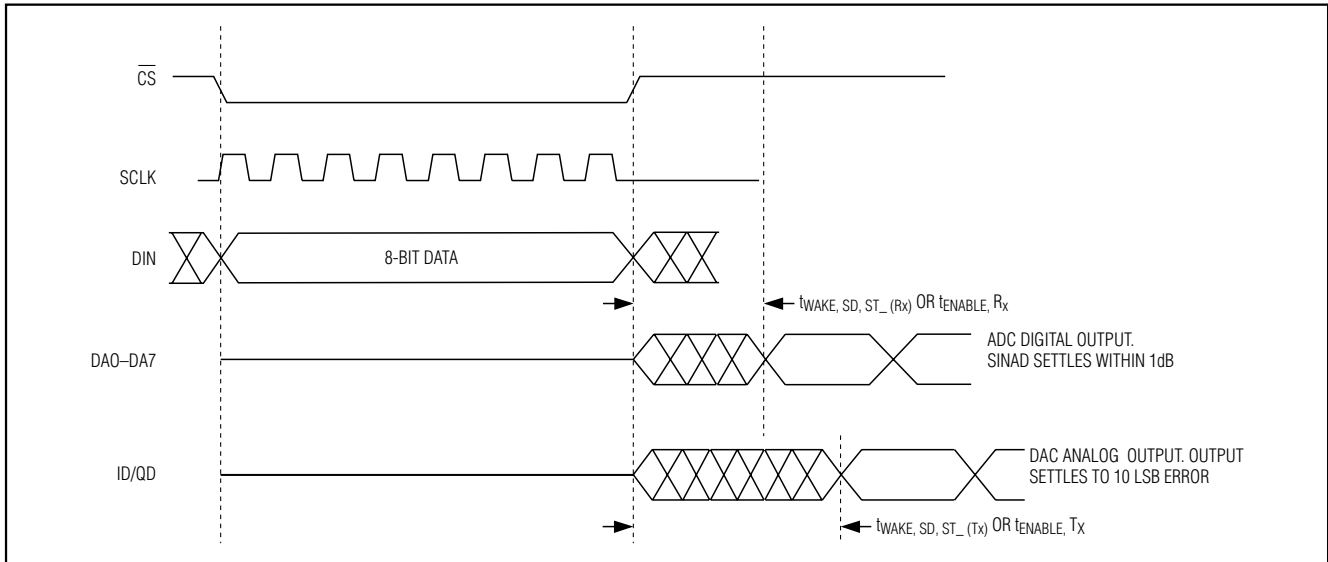 CS
SCLK
DIN
8-BIT DATA
tWAKE, SD, ST_ (Rx) OR tENABLE, RX
DA0–DA7
ADC DIGITAL OUTPUT.
SINAD SETTLES WITHIN 1dB
ID/QD
DAC ANALOG OUTPUT. OUTPUT
SETTLES TO 10 LSB ERROR
tWAKE, SD, ST_ (Tx) OR tENABLE, TX